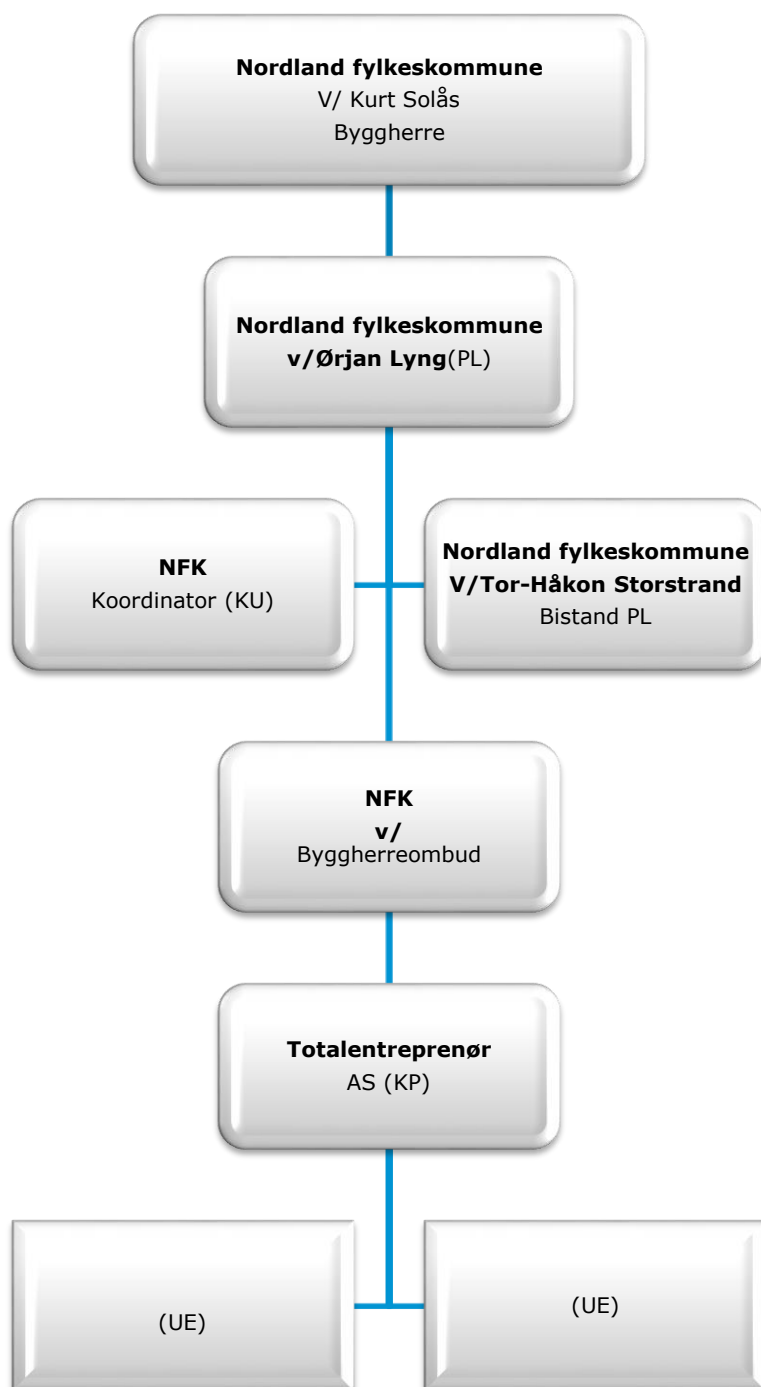 Nordland fylkeskommune
V/ Kurt Solås
Byggherre
Nordland fylkeskommune
v/Ørjan Lyng(PL)
NFK
Koordinator (KU)
Nordland fylkeskommune
V/Tor-Håkon Storstrand
Bistand PL
NFK
v/
Byggherreombud
Totalentreprenør
AS (KP)
(UE)
(UE)